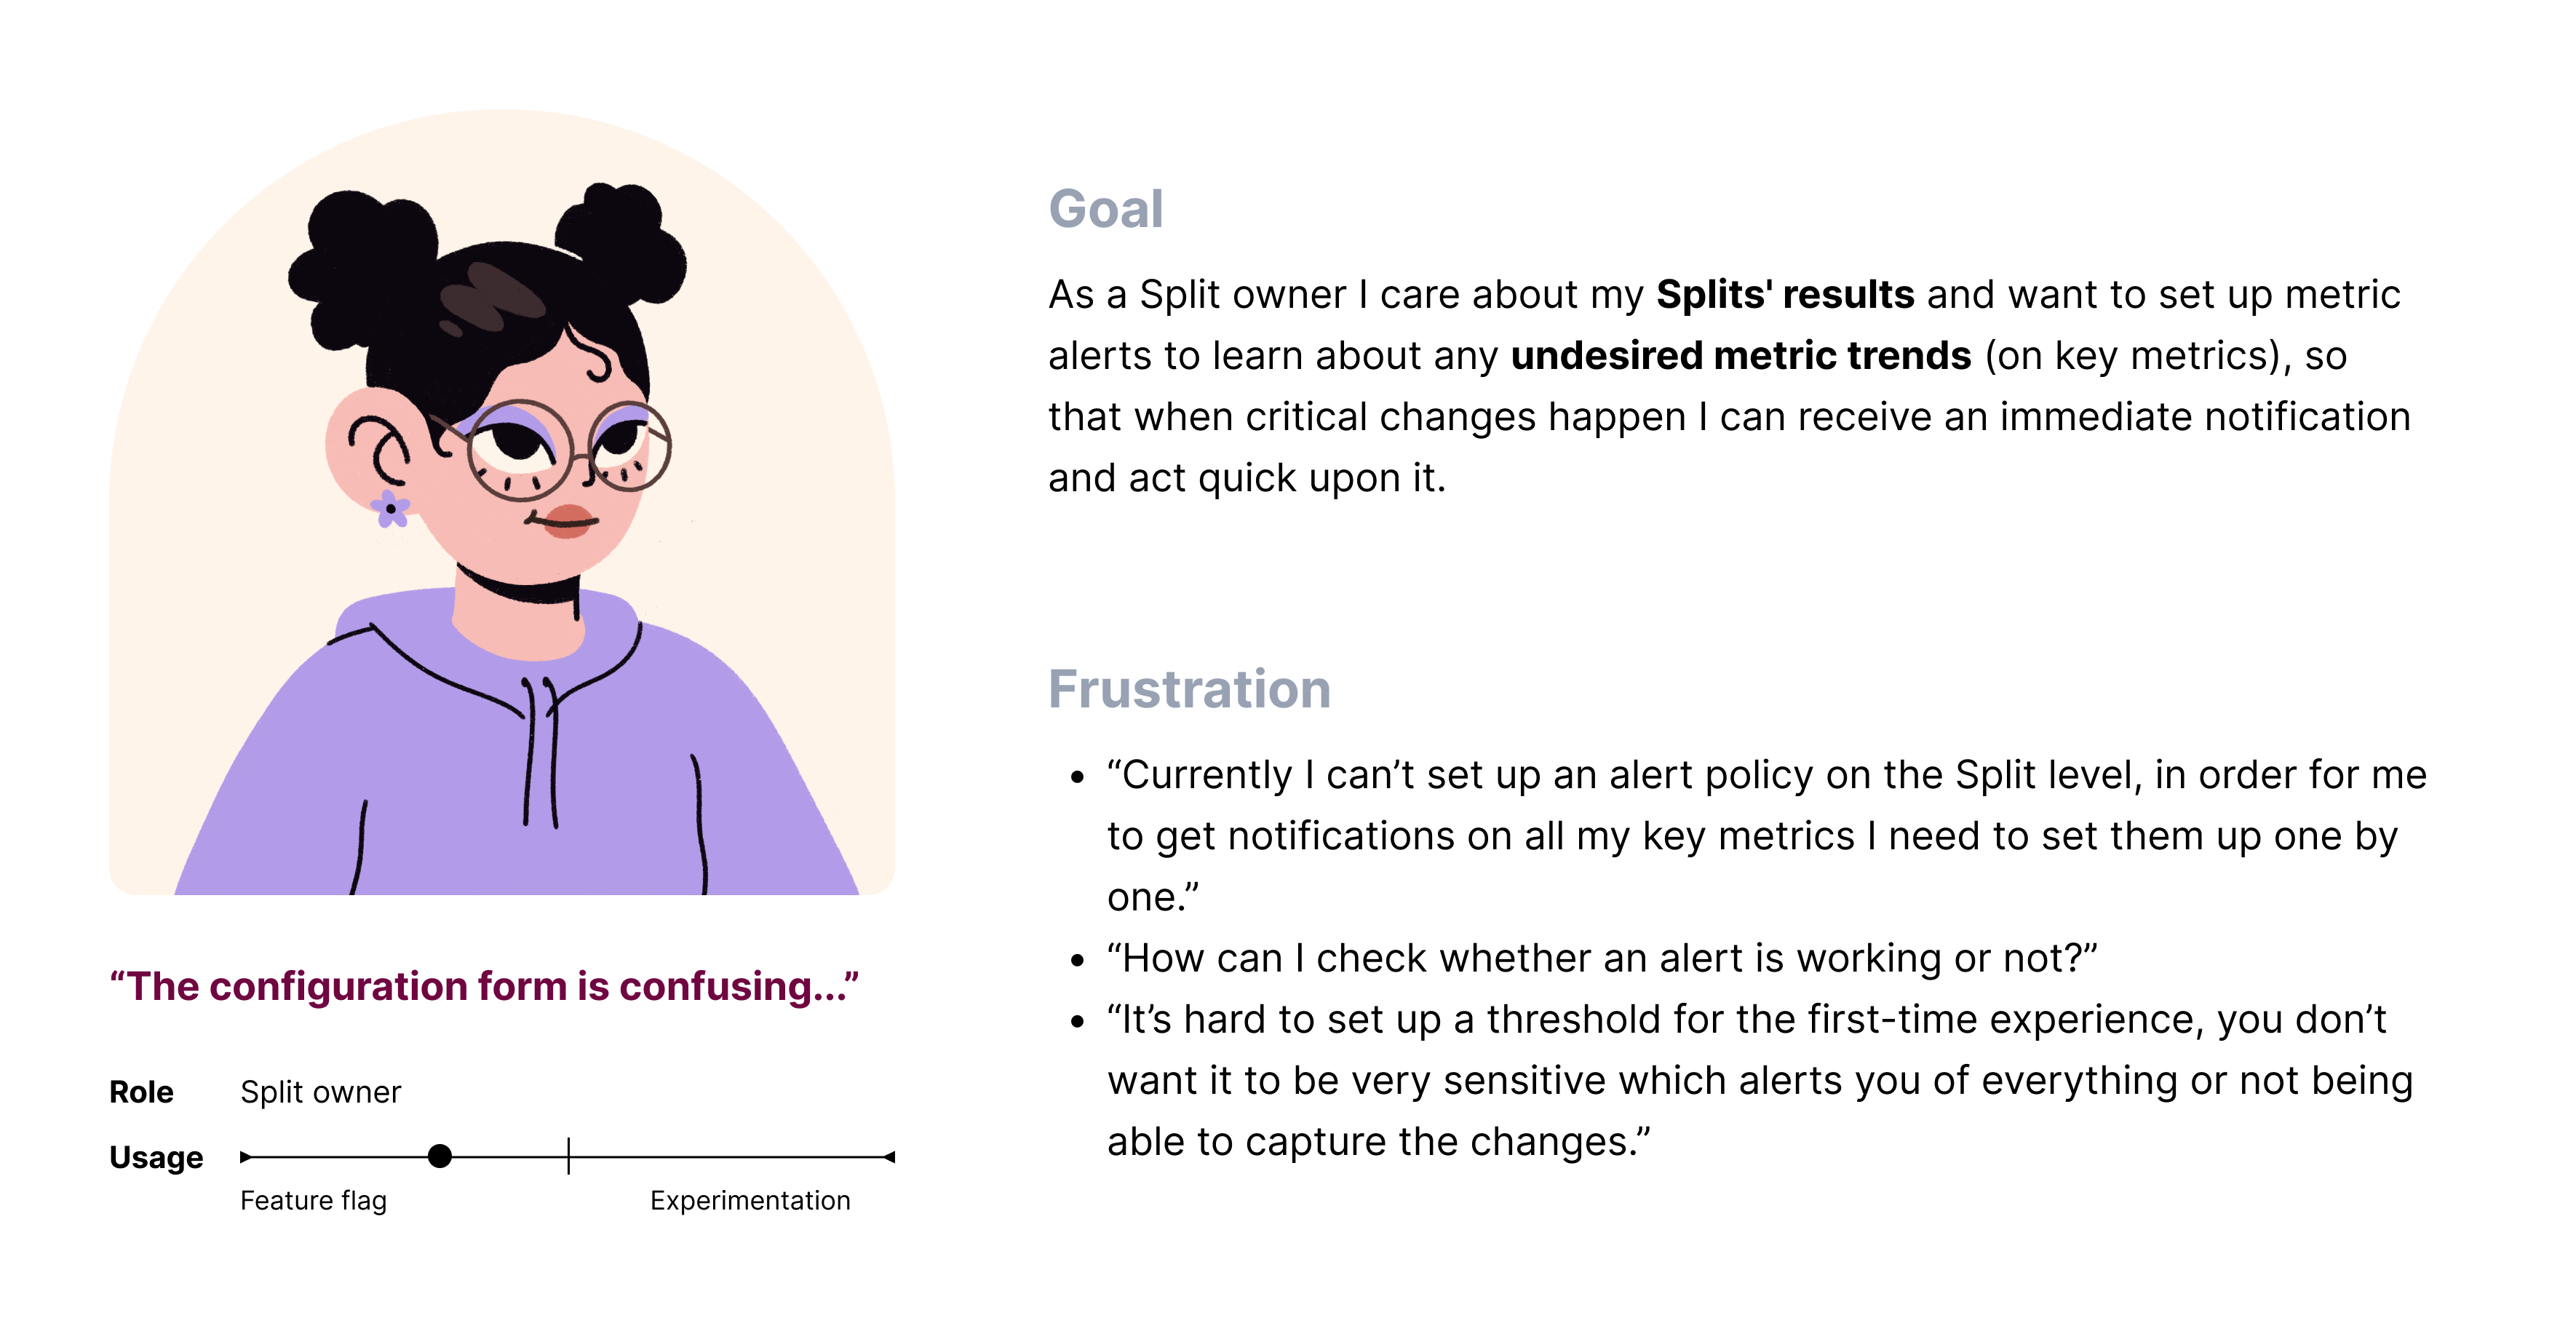 Goal
As a Split owner I care about my Splits' results and want to set up metric
alerts to learn about any undesired metric trends (on key metrics), so
that when critical changes happen I can receive an immediate notification
and act quick upon it.
Frustration
• “Currently I can’t set up an alert policy on the Split level, in order for me
to get notifications on all my key metrics I need to set them up one by
one.”
• “How can I check whether an alert is working or not?”
• “It’s hard to set up a threshold for the first-time experience, you don’t
want it to be very sensitive which alerts you of everything or not being
able to capture the changes.”
“The configuration form is confusing...”
Role Split owner
Usage
Feature flag Experimentation